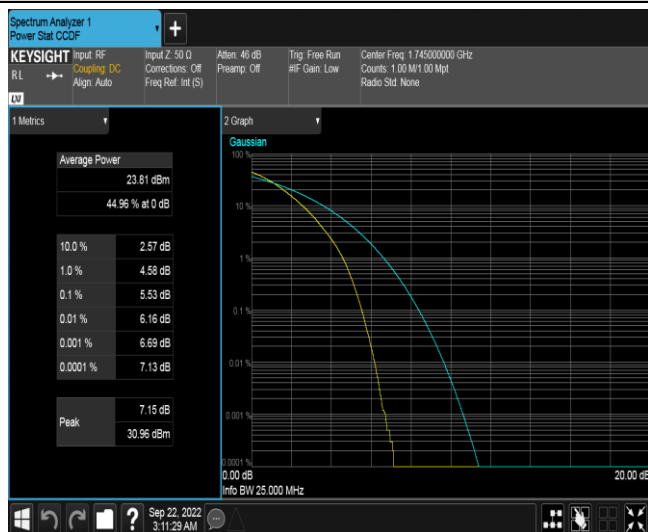 Spectrum Analyzer 1
Power Stat CCDF
+
KEYSIGHT Input: RF Input Z: 50 Ω Atten: 46 dB Trig: Free Run Center Freq: 1.745000000 GHz
RL Coupling: DC Corrections: Off Preamp: Off #IF Gain: Low Counts: 1.00 M/1.00 Mpt
Align: Auto Freq Ref: Int (S) Radio Std: None
LXI
1 Metrics
Average Power
23.81 dBm
44.96 % at 0 dB
10.0 % 2.57 dB
1.0 % 4.58 dB
0.1 % 5.53 dB
0.01 % 6.16 dB
0.001 % 6.69 dB
0.0001 % 7.13 dB
Peak 7.15 dB
30.96 dBm
2 Graph
Gaussian
100 %
10 %
1 %
0.1 %
0.01 %
0.001 %
0.0001 %
0.00 dB 20.00 dB
Info BW 25.000 MHz
? Sep 22, 2022
3:11:29 AM